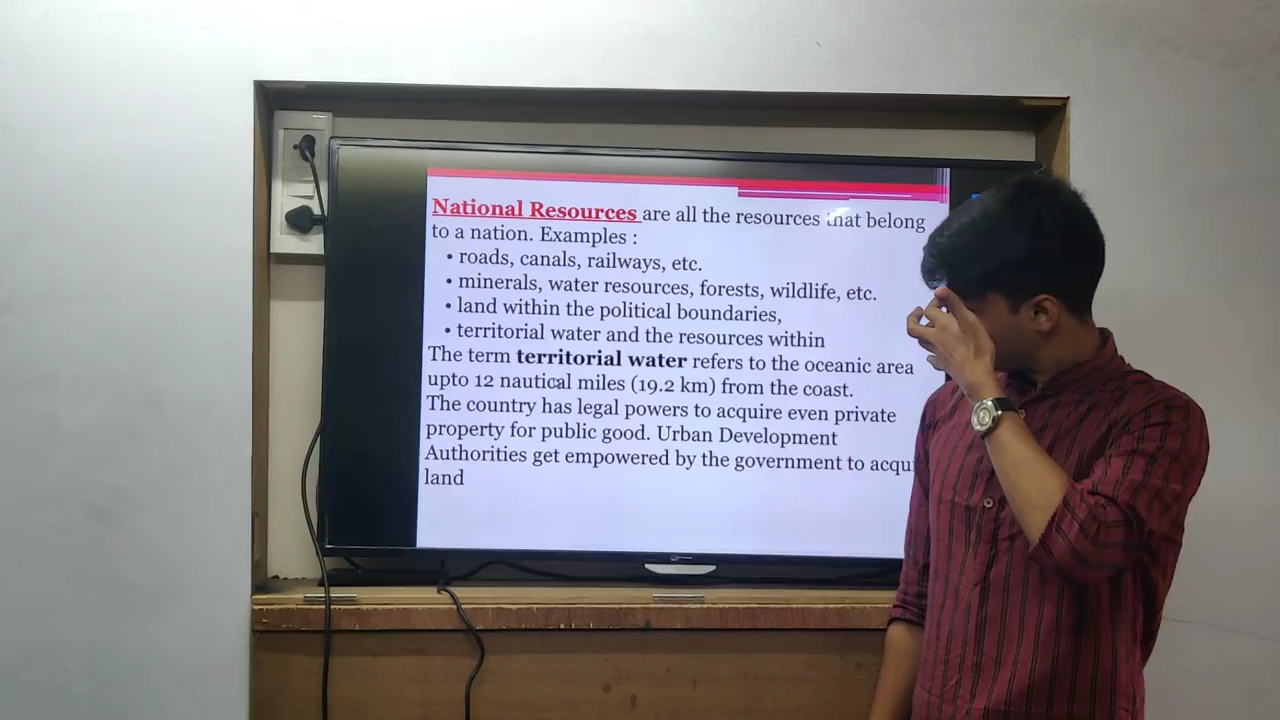 National Resources are all the resources that belong
to a nation. Examples :
• roads, canals, railways, etc.
• minerals, water resources, forests, wildlife, etc.
• land within the political boundaries,
• territorial water and the resources within
The term territorial water refers to the oceanic area
upto 12 nautical miles (19.2 km) from the coast.
The country has legal powers to acquire even private
property for public good. Urban Development
Authorities get empowered by the government to acqui
land